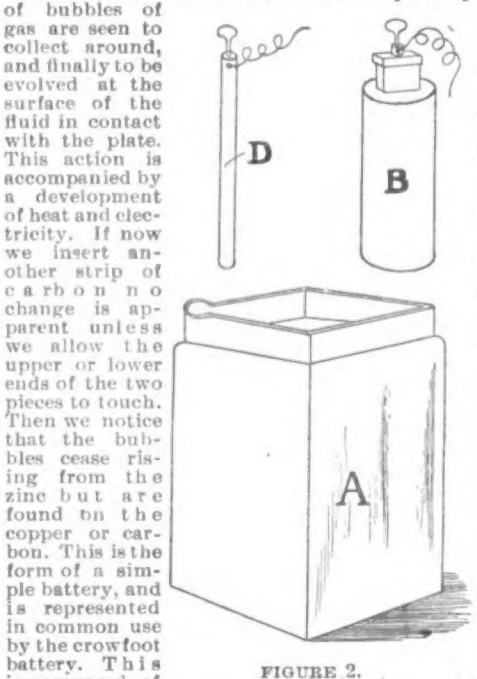 of bubbles of
gas are seen to
collect around,
and finally to be
evolved at the
surface of the
fluid in contact
with the plate.
This action is
accompanied by
a development
of heat and elec-
tricity. If now
we insert an-
other strip of
carbon no
change is ap-
parent unless
we allow the
upper or lower
ends of the two
pieces to touch.
Then we notice
that the bub-
bles cease ris-
ing from the
zinc but are
found on the
copper or car-
bon. This is the
form of a sim-
ple battery, and
is represented
in common use
by the crowfoot
battery. This
D
B
A
FIGURE 2.